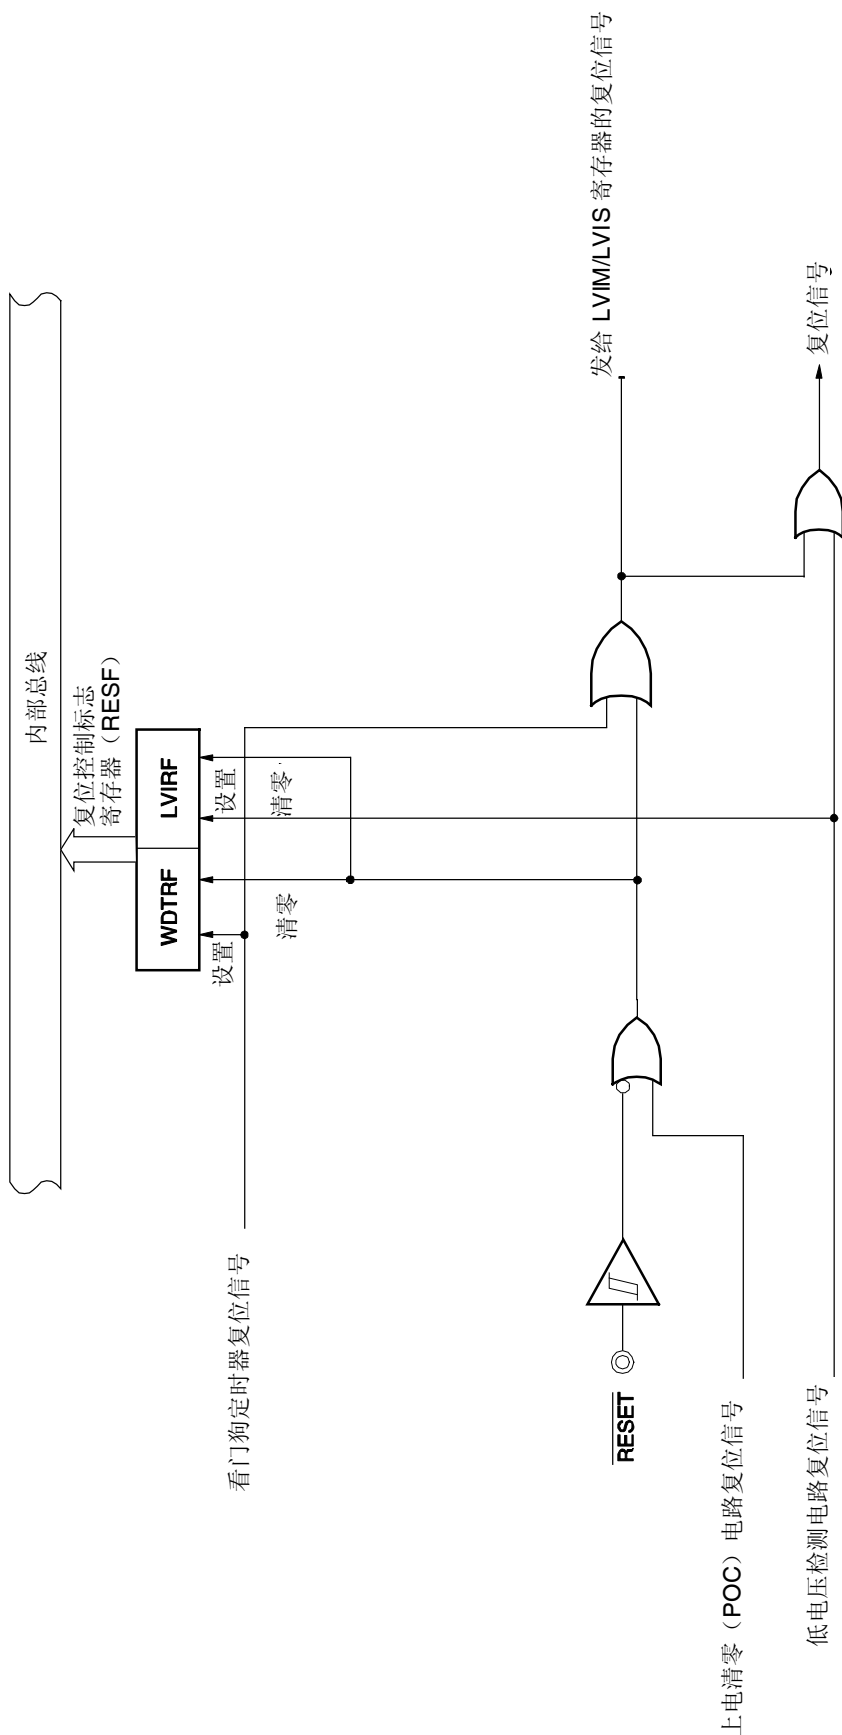 内部总线
复位控制标志
寄存器（RESF）
WDTRF
LVIRF
设置
清零
设置
清零
看门狗定时器复位信号
RESET
上电清零（POC）电路复位信号
低电压检测电路复位信号
发给 LVIM/LVIS 寄存器的复位信号
复位信号